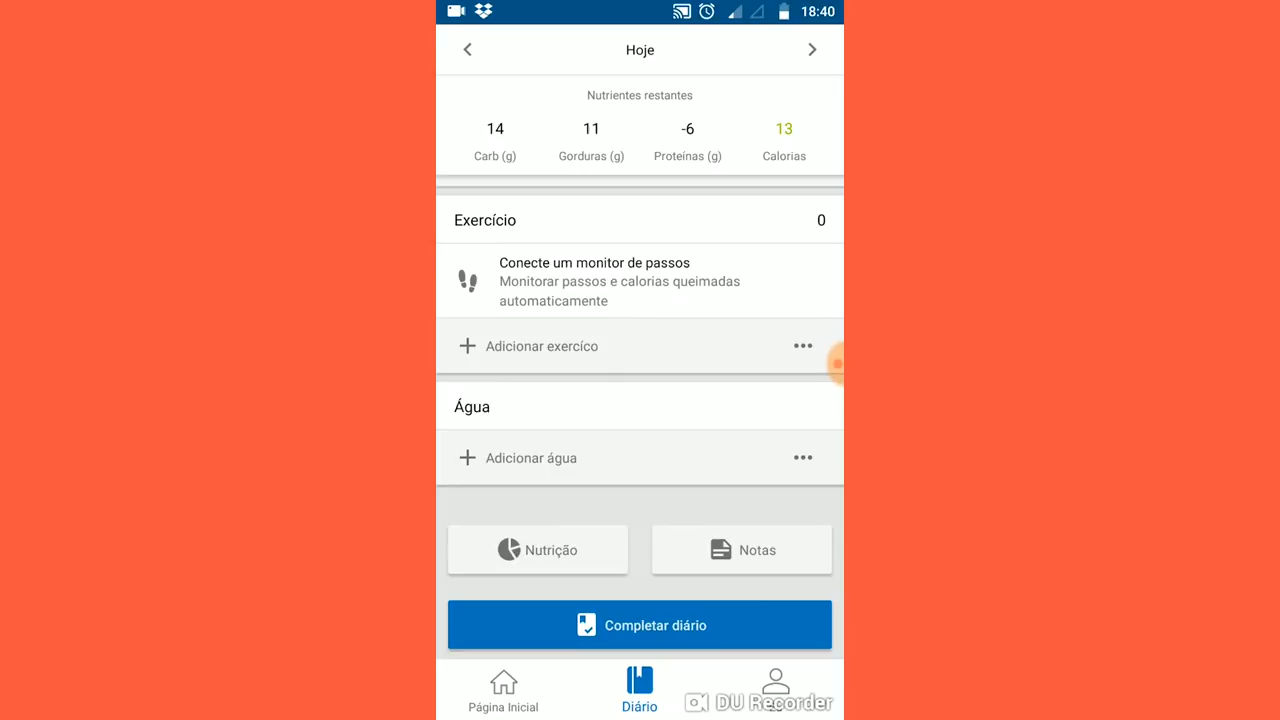 18:40
Hoje
Nutrientes restantes
14 11 -6 13
Carb (g) Gorduras (g) Proteínas (g) Calorias
Exercício 0
Conecte um monitor de passos
Monitorar passos e calorias queimadas
automaticamente
Adicionar exercíco
Água
Adicionar água
Nutrição Notas
Completar diário
Página Inicial Diário
DU Recorder